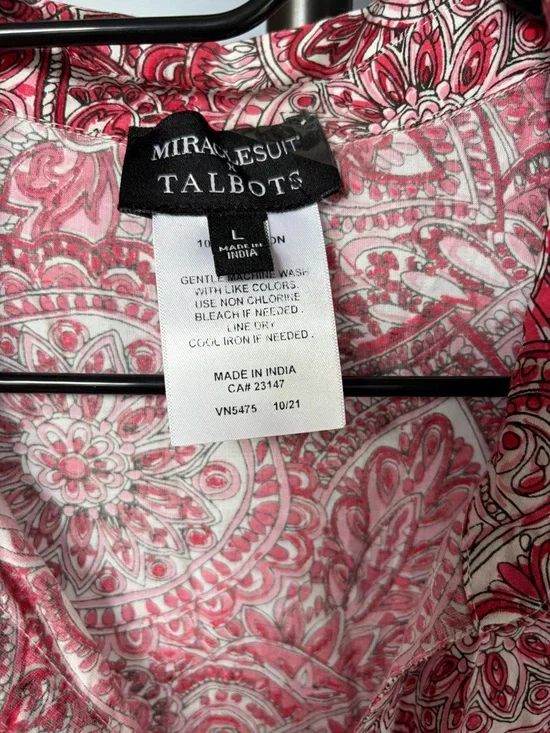 MIRACLESUIT®
TALBOTS
L
MADE IN
INDIA
GENTLE MACHINE WASH
WITH LIKE COLORS.
USE NON CHLORINE
BLEACH IF NEEDED.
LINE DRY
COOL IRON IF NEEDED.
MADE IN INDIA
CA# 23147
VN5475 10/21